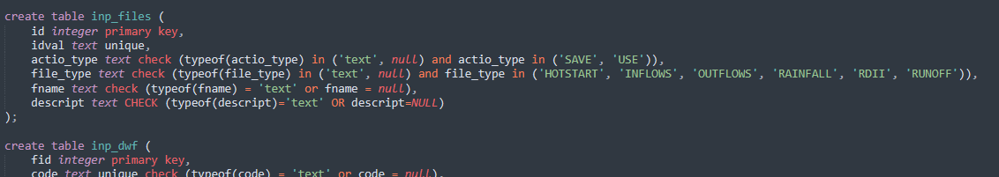 create table inp_files (
    id integer primary key,
    idval text unique,
    actio_type text check (typeof(actio_type) in ('text', null) and actio_type in ('SAVE', 'USE')),
    file_type text check (typeof(file_type) in ('text', null) and file_type in ('HOTSTART', 'INFLOWS', 'OUTFLOWS', 'RAINFALL', 'RDII', 'RUNOFF')),
    fname text check (typeof(fname) = 'text' or fname = null),
    descript text CHECK (typeof(descript)='text' OR descript=NULL)
);
create table inp_dwf (
    fid integer primary key,
    code text unique check (typeof(code) = 'text' or code = null),